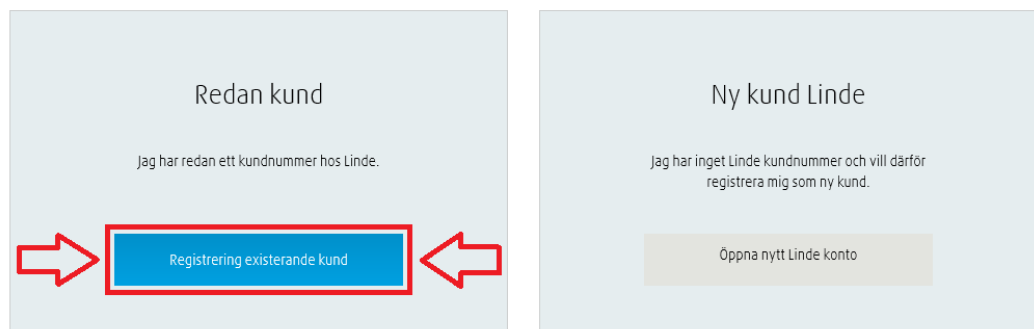 Redan kund
Jag har redan ett kundnummer hos Linde.
Registrering existerande kund
Ny kund Linde
Jag har inget Linde kundnummer och vill därför
registrera mig som ny kund.
Öppna nytt Linde konto